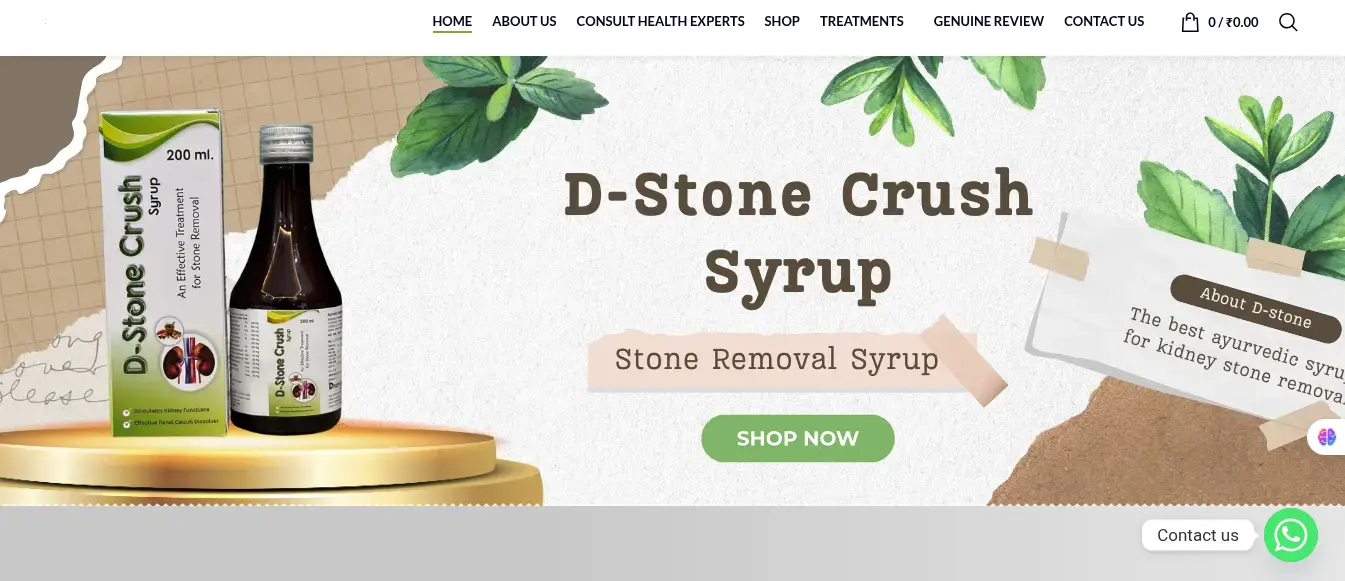 HOME ABOUT US CONSULT HEALTH EXPERTS SHOP TREATMENTS GENUINE REVIEW CONTACT US 0 / ₹0.00
200 ml.
D-Stone Crush
Syrup
An Effective Treatment
for Stone Removal
Stimulates Kidney Functions
Effective Renal Calculi Dissolver
200 ml
D-Stone Crush
Syrup
D-Stone Crush
Syrup
Stone Removal Syrup
SHOP NOW
About D-stone
The best ayurvedic
for kidney stone
please
Contact us